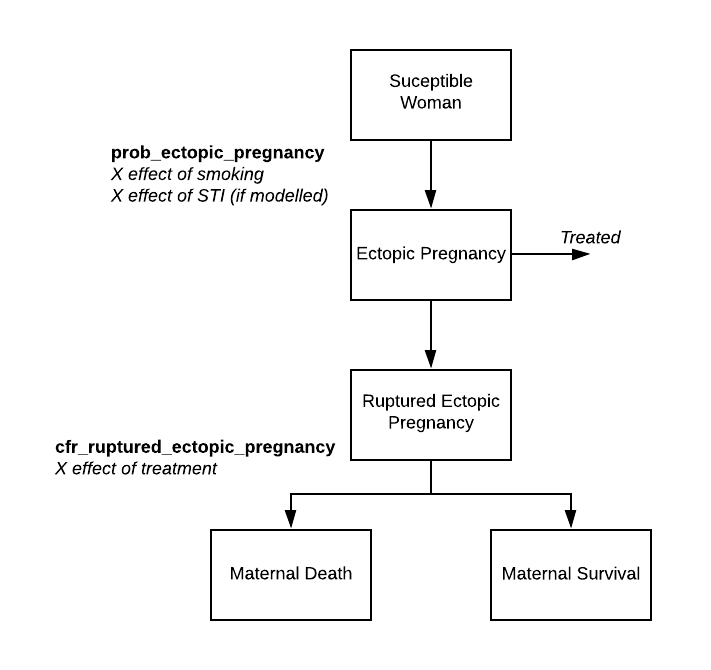 Suceptible
Woman
prob_ectopic_pregnancy
X effect of smoking
X effect of STI (if modelled)
Ectopic Pregnancy
Treated
Ruptured Ectopic
Pregnancy
cfr_ruptured_ectopic_pregnancy
X effect of treatment
Maternal Death
Maternal Survival